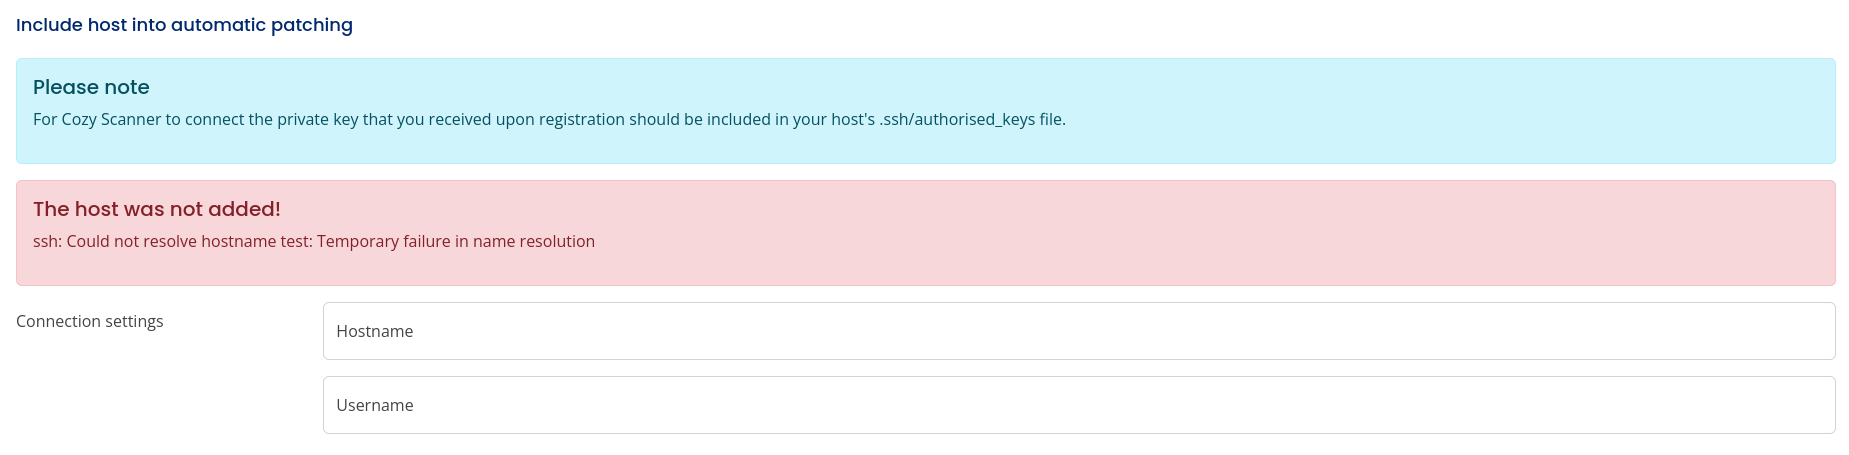 Include host into automatic patching
Please note
For Cozy Scanner to connect the private key that you received upon registration should be included in your host's .ssh/authorised_keys file.
The host was not added!
ssh: Could not resolve hostname test: Temporary failure in name resolution
Connection settings
Hostname
Username